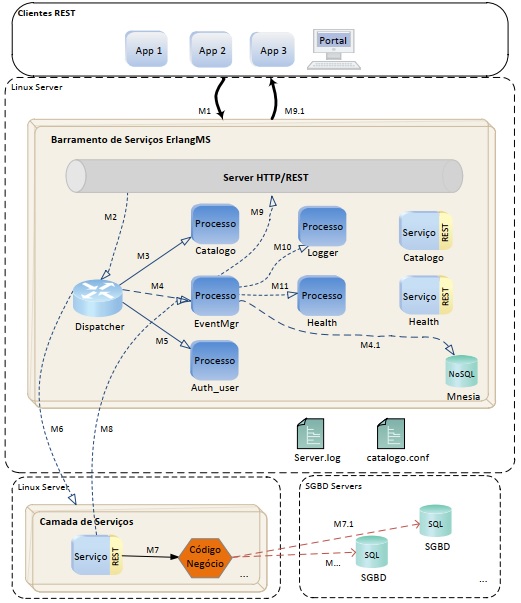 Clientes REST
App 1
App 2
App 3
Portal
Linux Server
M1
M9.1
Barramento de Serviços ErlangMS
Server HTTP/REST
M2
M9
Processo
Catalogo
Processo
Logger
Serviço
REST
Catalogo
M3
M10
M4
M11
Dispatcher
Processo
EventMgr
Processo
Health
Serviço
REST
Health
M5
M4.1
Processo
Auth_user
NoSQL
Mnesia
M6
M8
Server.log
catalogo.conf
Linux Server
SGBD Servers
Camada de Serviços
Serviço
REST
M7
Código
Negócio
...
M7.1
M...
SQL
SGBD
SQL
SGBD
...